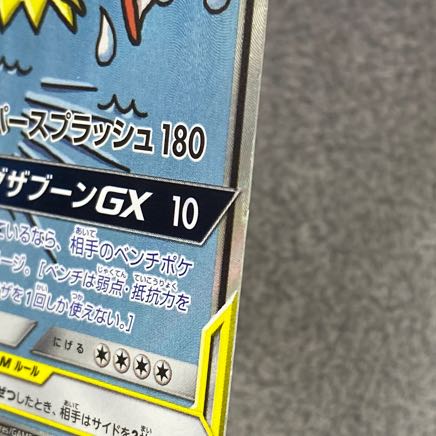 パースプラッシュ 180
グザブーンGX 10
ているなら、相手のベンチポケ
ージ。[ベンチは弱点・抵抗力を
ザを1回しか使えない。]
にげる
M ルール
ぜつしたとき、相手はサイドを